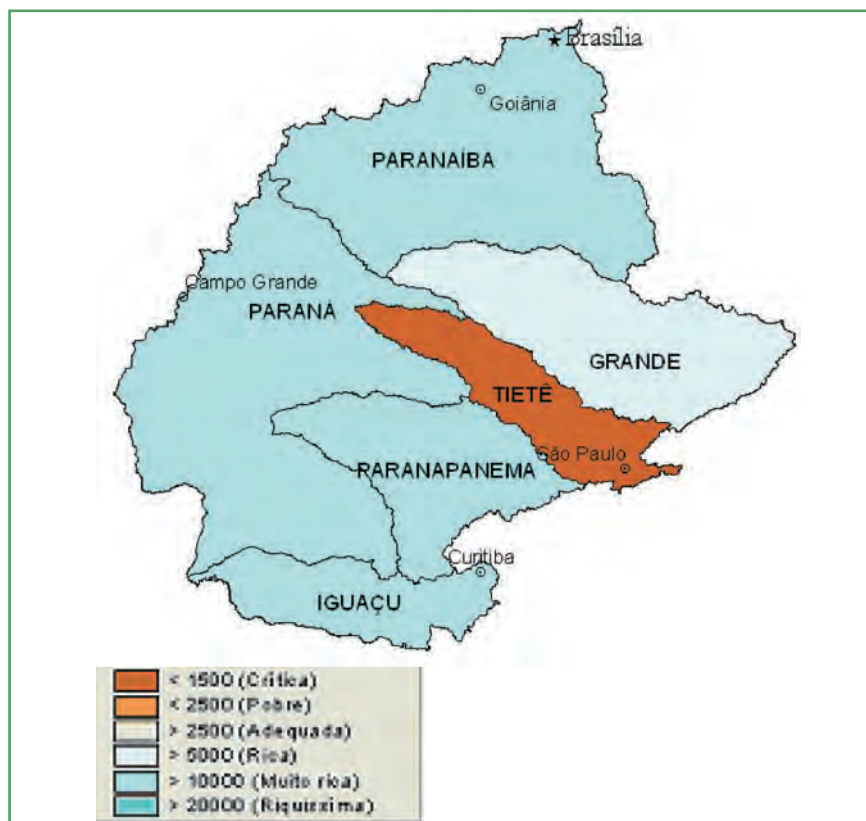 Brasília
Goiânia
PARANAÍBA
Campo Grande
PARANÁ
GRANDE
TIETÊ
São Paulo
PARANAPANEMA
Curitiba
IGUAÇU
< 1500 (Crítica)
< 2500 (Pobre)
> 2500 (Adequada)
> 5000 (Rica)
> 10000 (Muito rica)
> 20000 (Riquíssima)